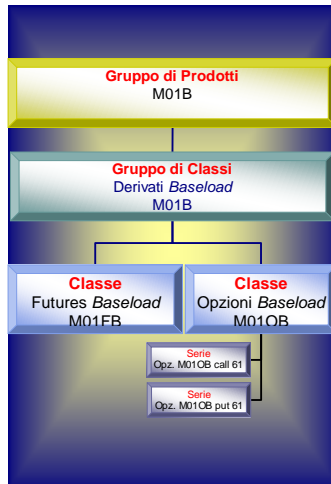 Gruppo di Prodotti
M01B
Gruppo di Classi
Derivati Baseload
M01B
Classe
Futures Baseload
M01FB
Classe
Opzioni Baseload
M01OB
Serie
Opz. M01OB call 61
Serie
Opz. M01OB put 61